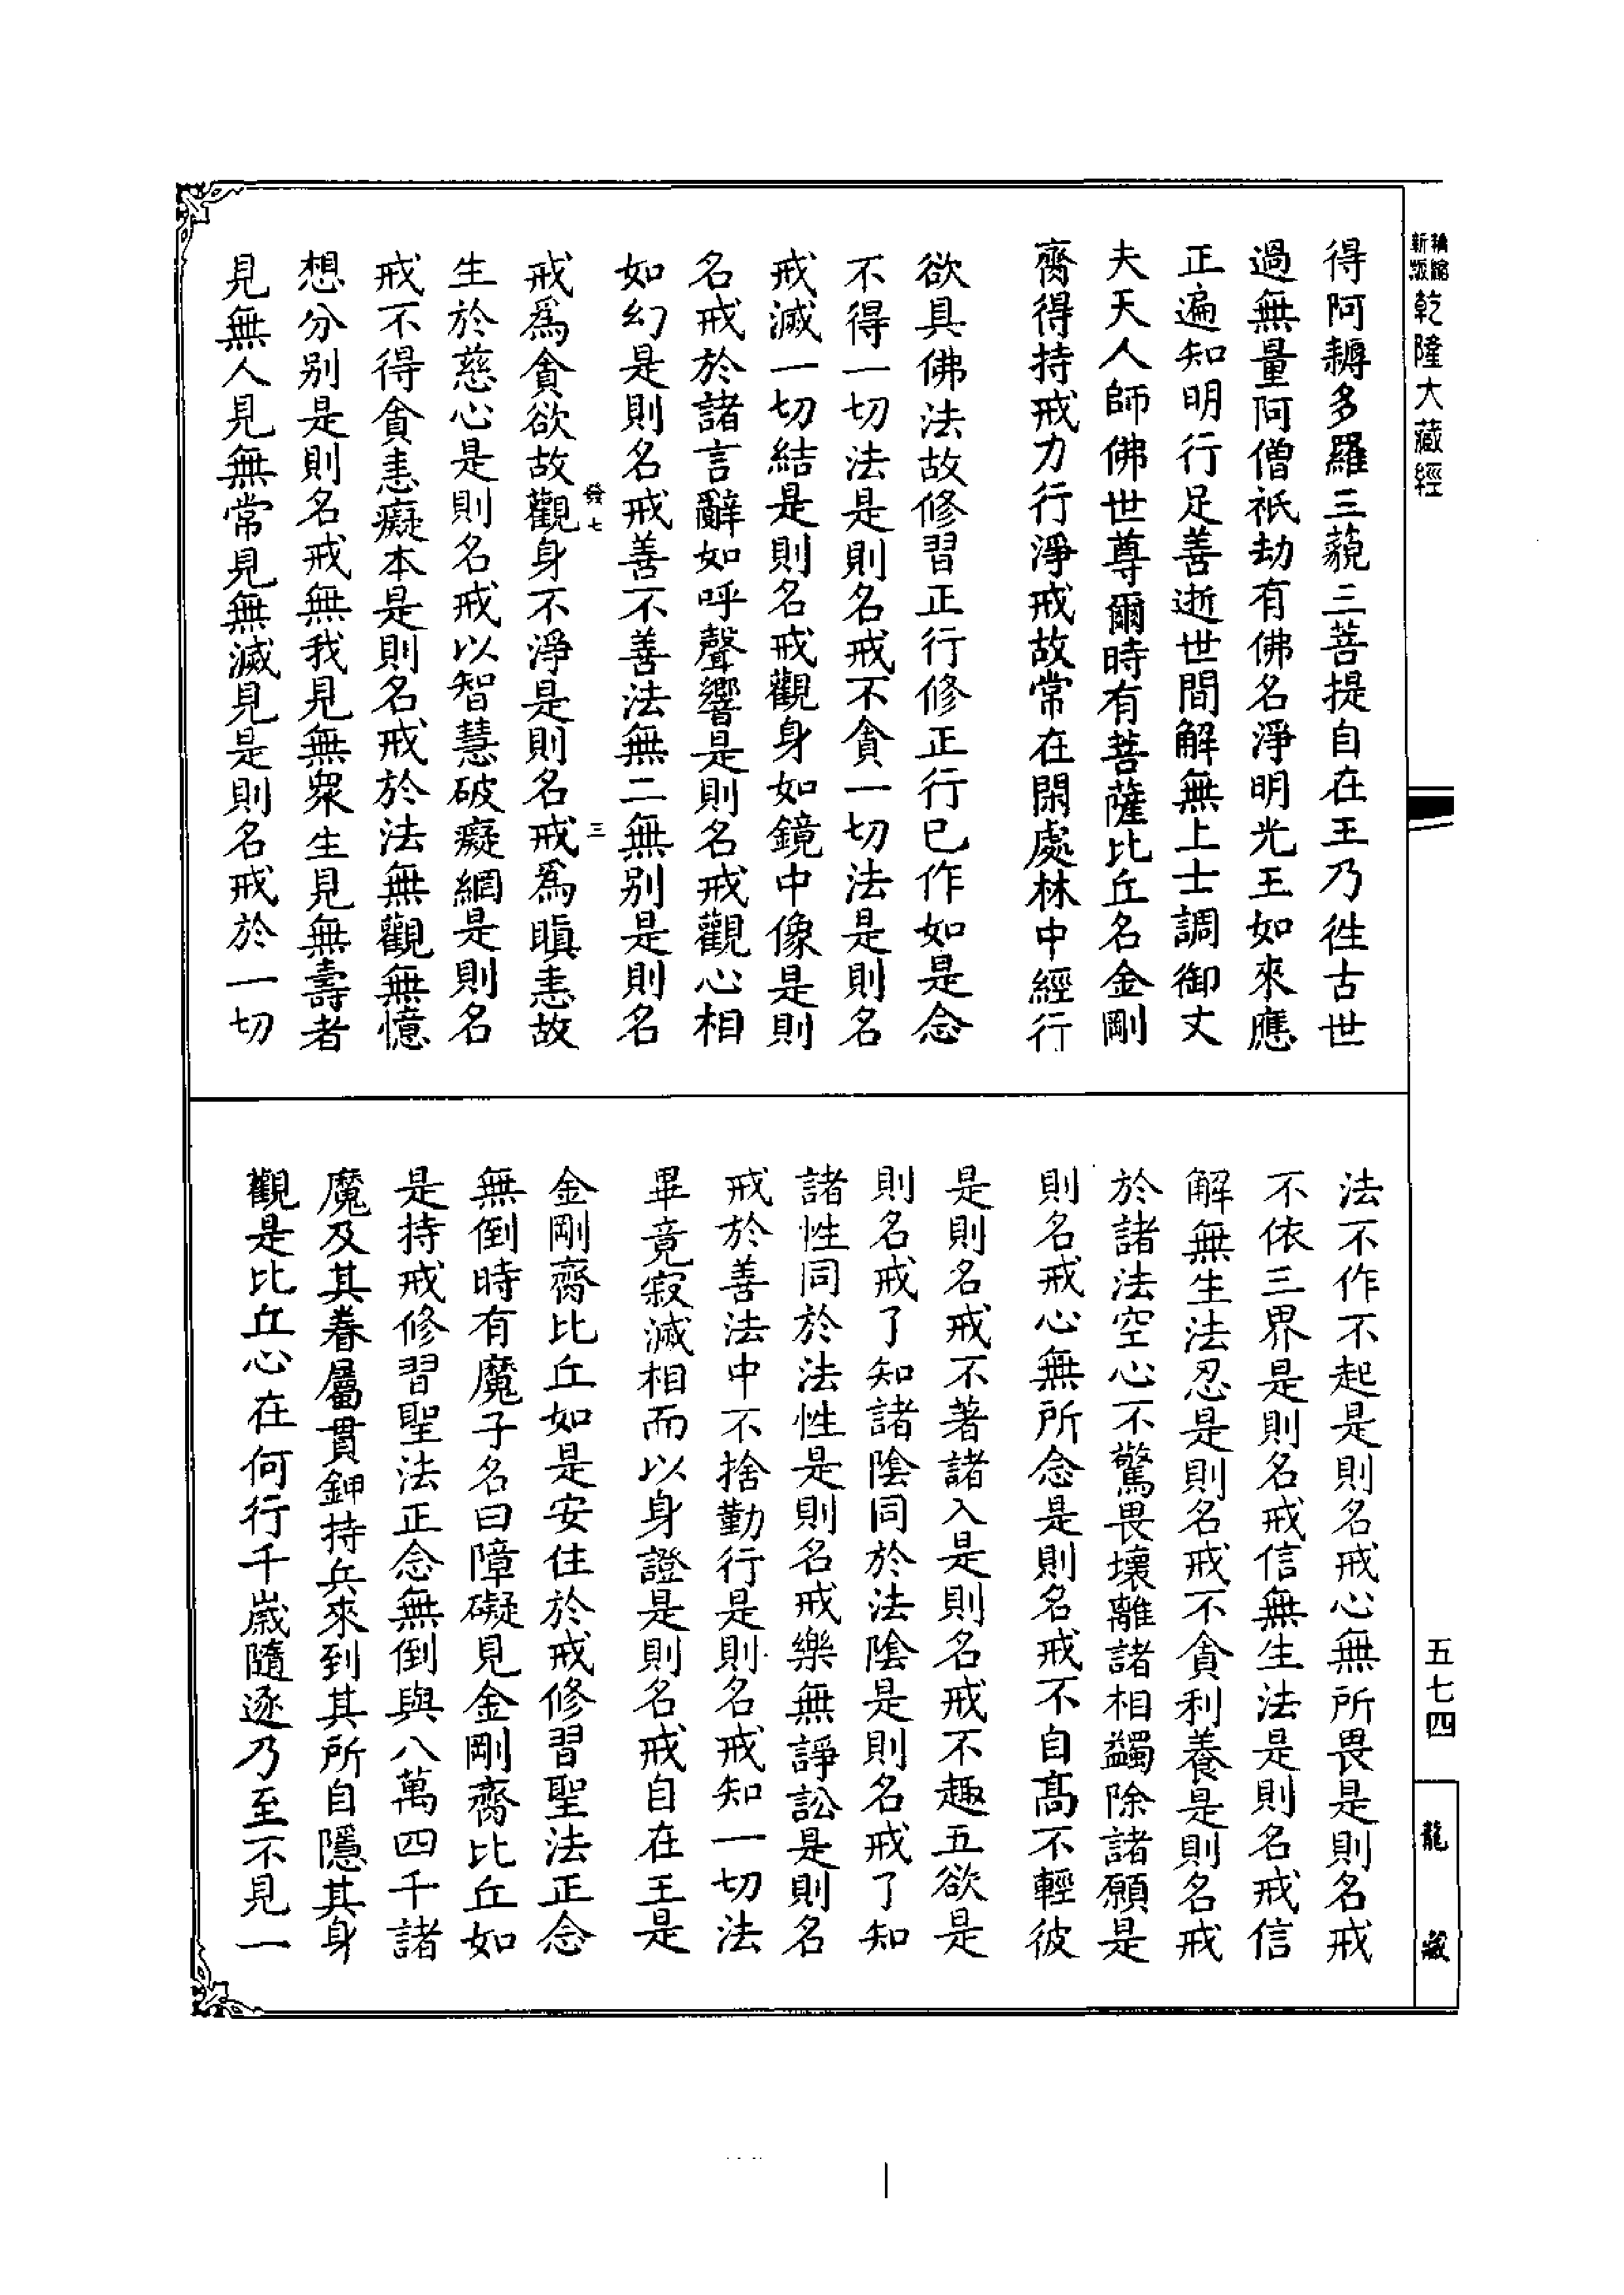 新版
縮
乾隆大藏經
得阿耨多羅三藐三菩提自在王乃徃古世
過無量阿僧祇劫有佛名淨明光王如來應
正遍知明行足善逝世間解無上士調御丈
夫天人師佛世尊爾時有菩薩比丘名金剛
齋得持戒力行淨戒故常在閑處林中經行
欲具佛法故修習正行修正行已作如是念
不得一切法是則名戒不貪一切法是則名
戒滅一切結是則名戒觀身如鏡中像是則
名戒於諸言辭如呼聲響是則名戒觀心相
如幻是則名戒善不善法無二無別是則名
發七
三
戒爲貪欲故觀身不淨是則名戒爲瞋恚故
生於慈心是則名戒以智慧破癡網是則名
戒不得貪恚癡本是則名戒於法無觀無憶
想分別是則名戒無我見無眾生見無壽者
見無人見無常見無滅見是則名戒於一切
法不作不起是則名戒心無所畏是則名戒
不依三界是則名戒信無生法是則名戒信
解無生法忍是則名戒不貪利養是則名戒
於諸法空心不驚畏壞離諸相蠲除諸願是
則名戒心無所念是則名戒不自髙不輕彼
是則名戒不著諸入是則名戒不趣五欲是
則名戒了知諸陰同於法陰是則名戒了知
諸性同於法性是則名戒樂無諍訟是則名
戒於善法中不捨勤行是則名戒知一切法
畢竟寂滅相而以身證是則名戒自在王是
金剛齋比丘如是安住於戒修習聖法正念
無倒時有魔子名曰障礙見金剛齋比丘如
是持戒修習聖法正念無倒與八萬四千諸
魔及其眷屬貫鉀持兵來到其所自隱其身
觀是比丘心在何行千嵗隨逐乃至不見一
五七四
龍藏